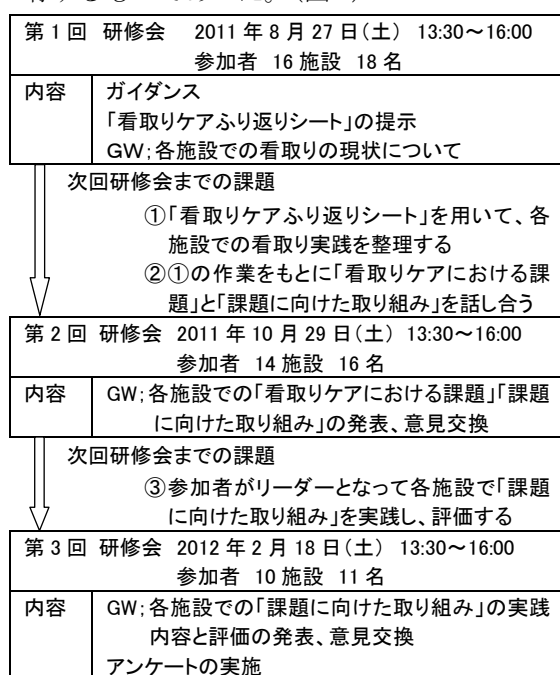 第1回 研修会 2011年8月27日(土) 13:30～16:00
参加者 16施設 18名
内容 ガイダンス
「看取りケアふり返りシート」の提示
GW;各施設での看取りの現状について
次回研修会までの課題
①「看取りケアふり返りシート」を用いて、各
施設での看取り実践を整理する
②①の作業をもとに「看取りケアにおける課
題」と「課題に向けた取り組み」を話し合う
第2回 研修会 2011年10月29日(土) 13:30～16:00
参加者 14施設 16名
内容 GW;各施設での「看取りケアにおける課題」「課題
に向けた取り組み」の発表、意見交換
次回研修会までの課題
③参加者がリーダーとなって各施設で「課題
に向けた取り組み」を実践し、評価する
第3回 研修会 2012年2月18日(土) 13:30～16:00
参加者 10施設 11名
内容 GW;各施設での「課題に向けた取り組み」の実践
内容と評価の発表、意見交換
アンケートの実施